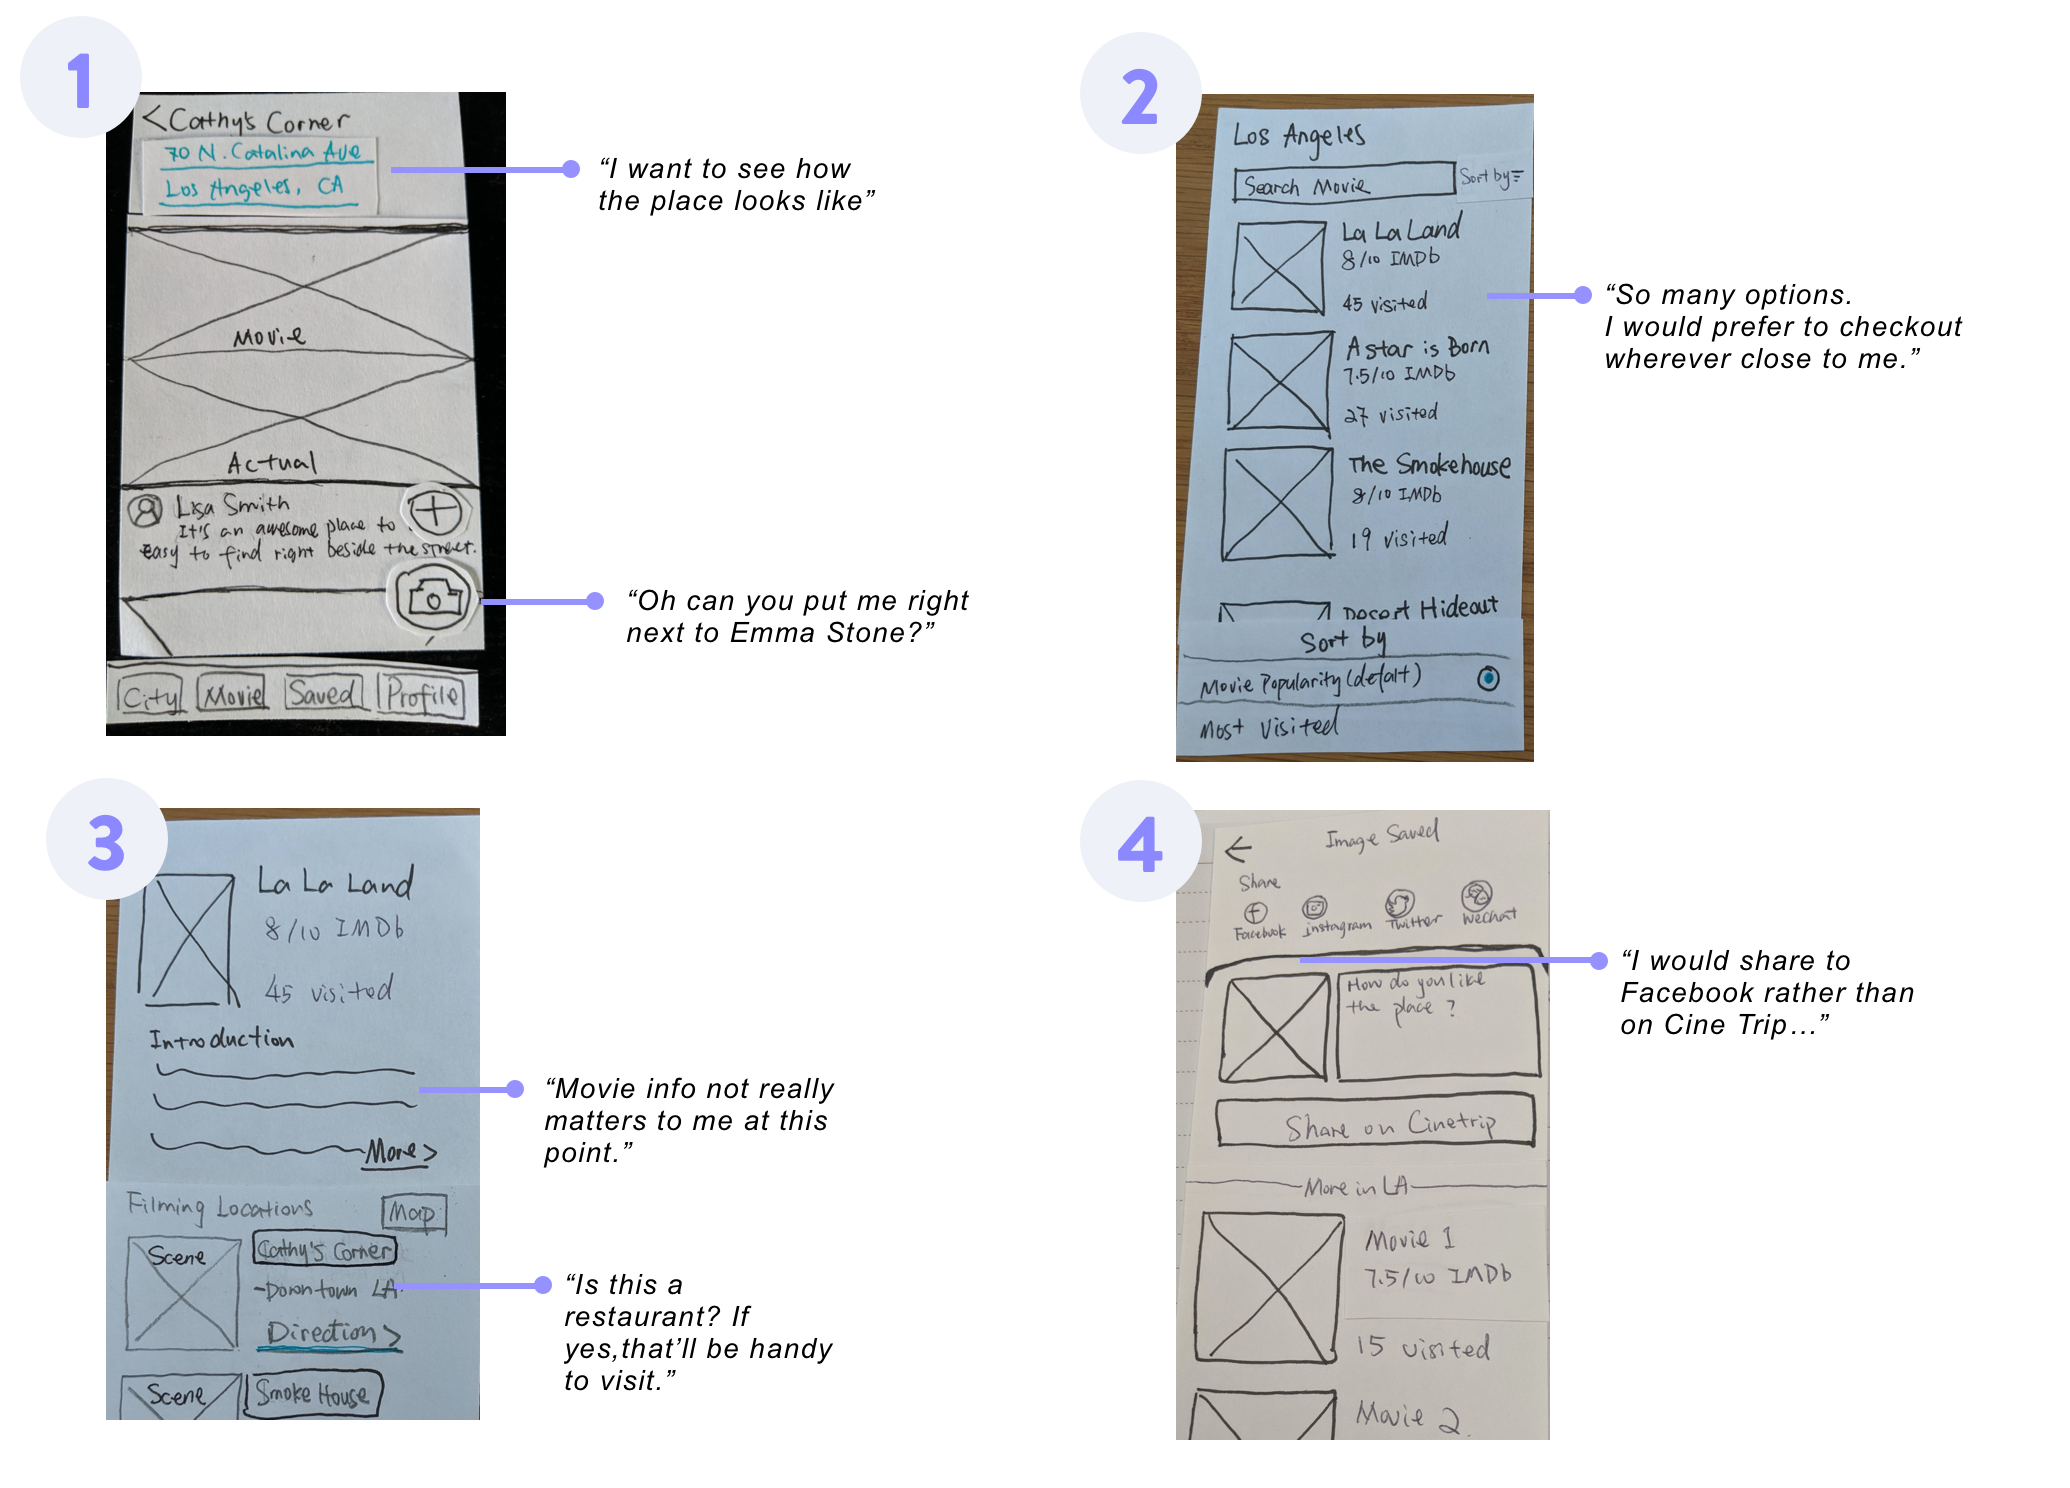 1
<Cathy's Corner
70 N. Catalina Ave
Los Angeles, CA
Movie
Actual
Lisa Smith
It's an awesome place to
easy to find right beside the street.
City
Movie
Saved
Profile
“I want to see how
the place looks like”
“Oh can you put me right
next to Emma Stone?”
2
Los Angeles
Search Movie
Sort by
La La Land
8/10 IMDb
45 visited
A star is Born
7.5/10 IMDb
27 visited
The Smokehouse
8/10 IMDb
19 visited
Desert Hideout
Sort by
Movie Popularity (defalt)
Most Visited
“So many options.
I would prefer to checkout
wherever close to me.”
3
La La Land
8/10 IMDb
45 visited
Introduction
More >
Filming Locations
Map
Scene
Cathy's Corner
-Downtown LA
Direction >
Scene
Smoke House
“Movie info not really
matters to me at this
point.”
“Is this a
restaurant? If
yes,that’ll be handy
to visit.”
4
Image Saved
Share
Facebook
instagram
Twitter
Wechat
How do you like
the place ?
Share on Cinetrip
More in LA
Movie 1
7.5/10 IMDb
15 visited
Movie 2
“I would share to
Facebook rather than
on Cine Trip…”